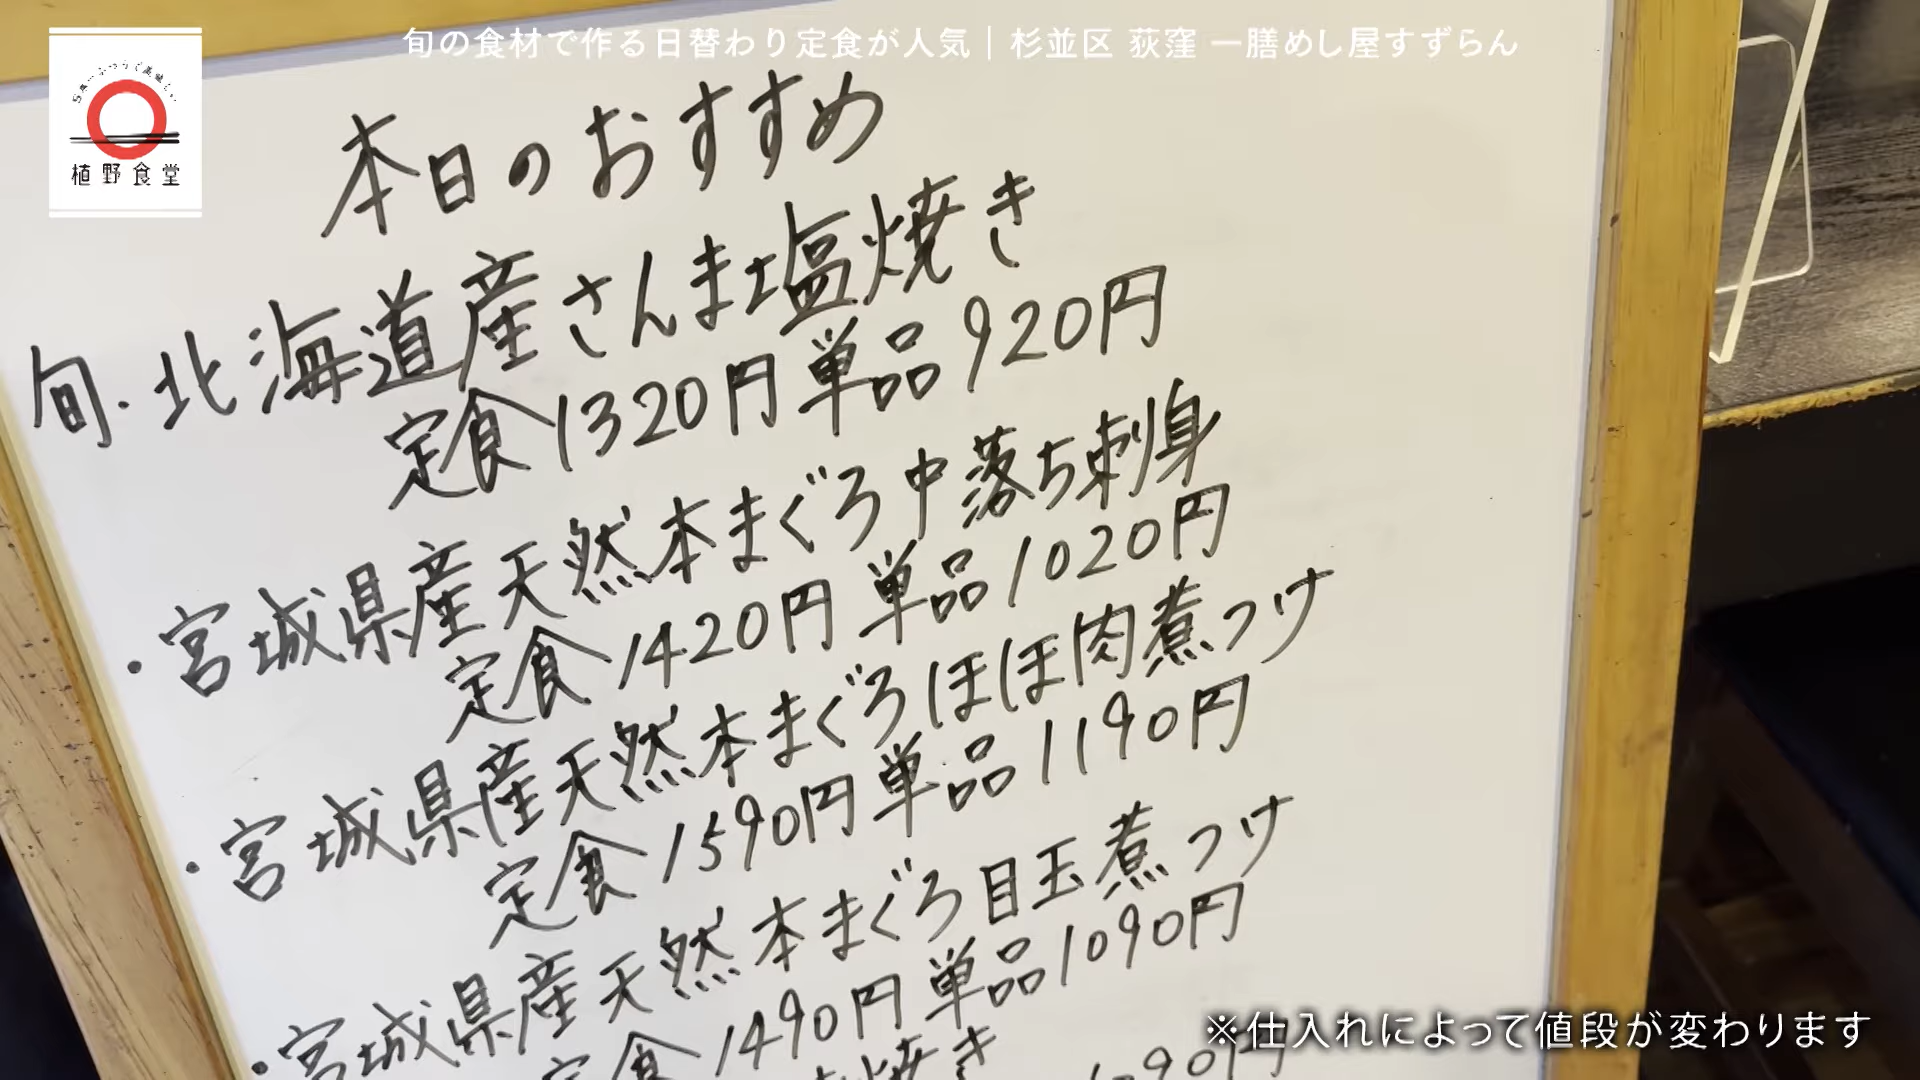 旬の食材で作る日替わり定食が人気｜杉並区 荻窪 一膳めし屋すずらん
植野食堂
本日のおすすめ
旬・北海道産さんま塩焼き
定食1320円 単品920円
・宮城県産天然本まぐろ中落ち刺身
定食1420円 単品1020円
・宮城県産天然本まぐろほほ肉煮つけ
定食1590円 単品1190円
・宮城県産天然本まぐろ目玉煮つけ
定食1490円 単品1090円
焼き
※仕入れによって値段が変わります